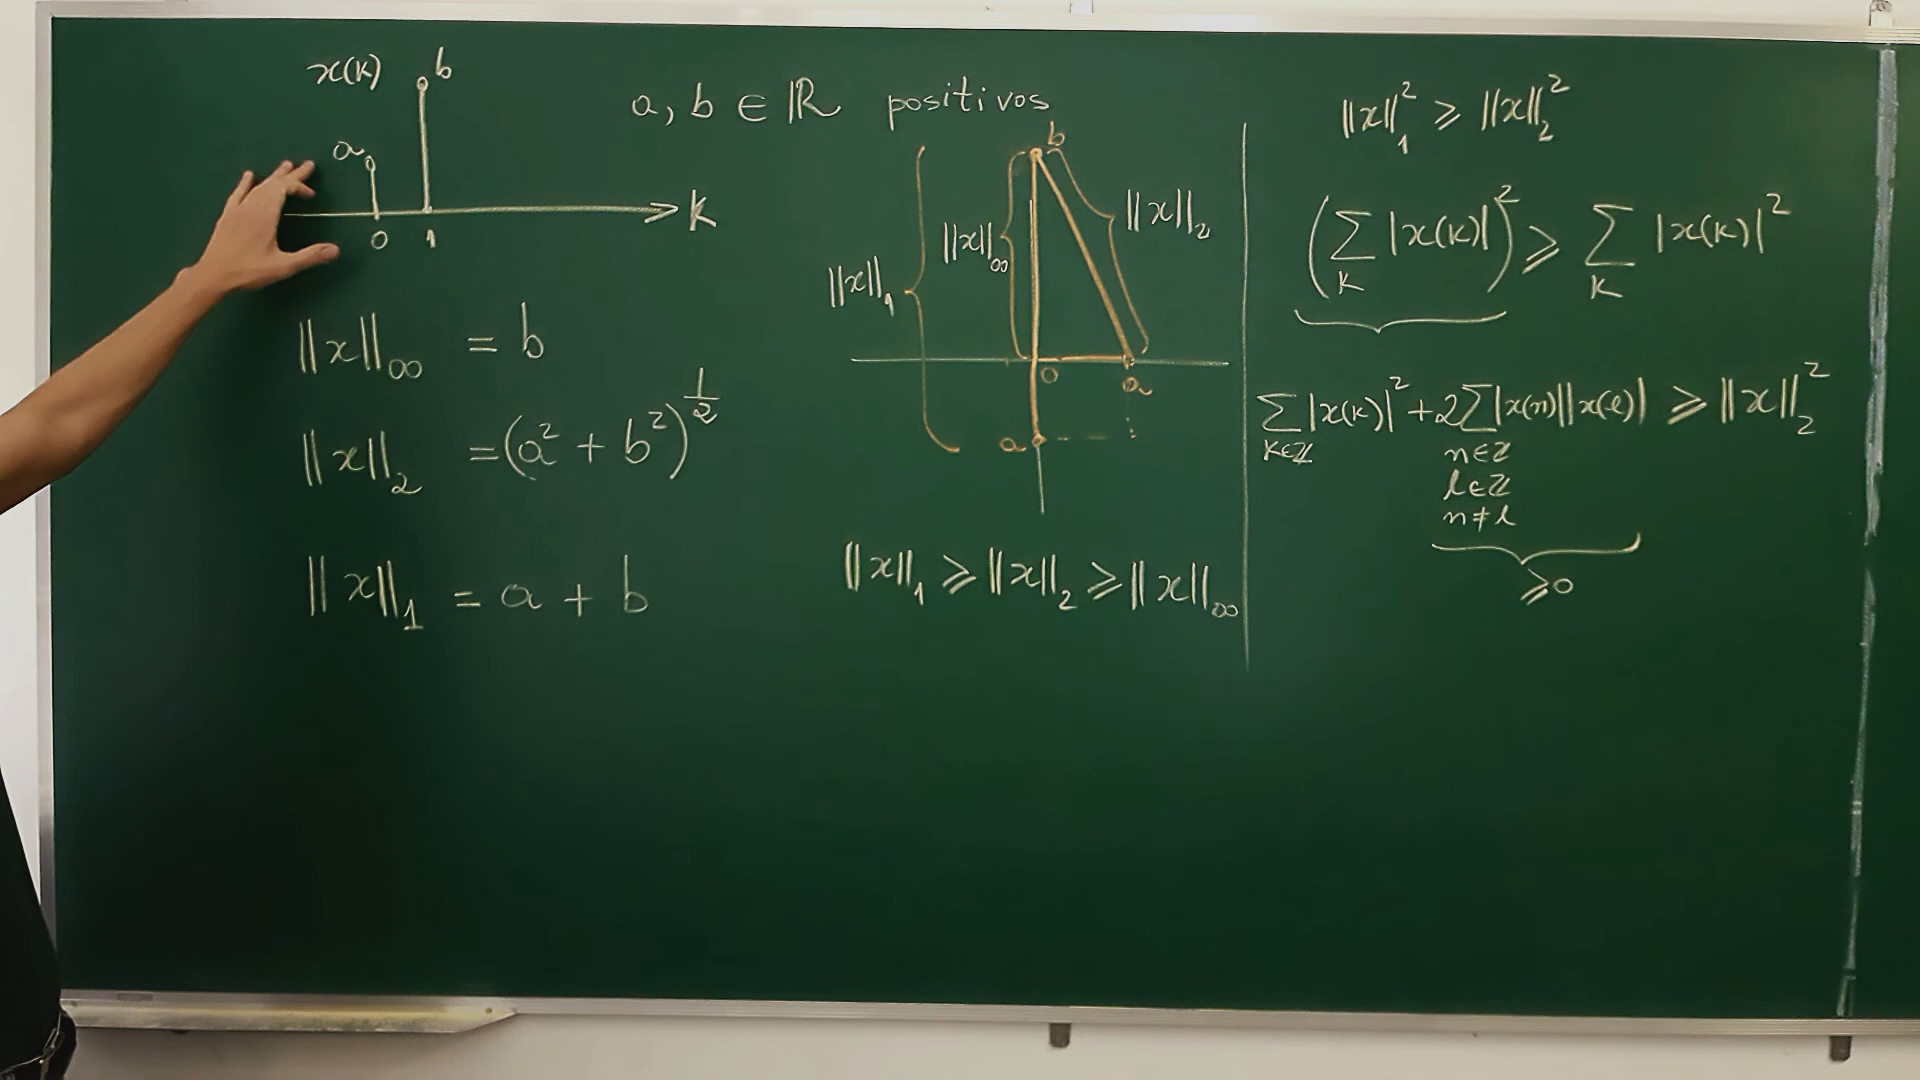 x(k)
b
a
k
0 1
‖x‖∞ = b
‖x‖₂ = (a² + b²)^(1/2)
‖x‖₁ = a + b
a, b ∈ ℝ positivos
b
‖x‖₁
‖x‖∞
‖x‖₂
0
a
a
‖x‖₁ ⩾ ‖x‖₂ ⩾ ‖x‖∞
‖x‖₁² ⩾ ‖x‖₂²
(∑ |x(k)|)² ⩾ ∑ |x(k)|²
k k
∑ |x(k)|² + 2∑ |x(n)||x(ℓ)| ⩾ ‖x‖₂²
k∈ℤ n∈ℤ
ℓ∈ℤ
n≠ℓ
⩾0